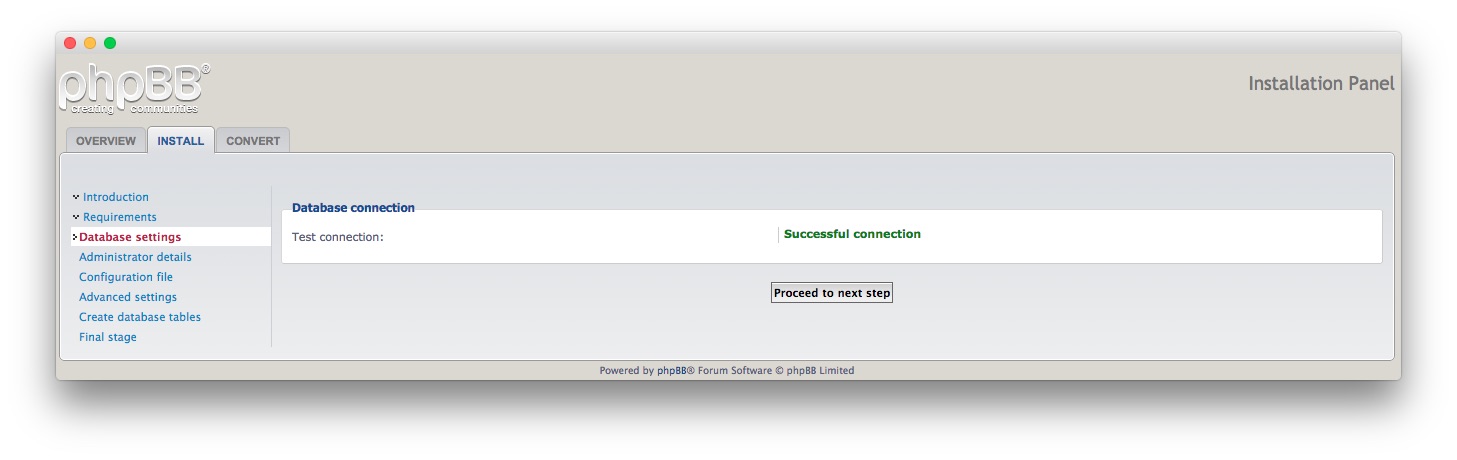 phpBB®
creating communities
Installation Panel
OVERVIEW INSTALL CONVERT
Introduction
Requirements
Database settings
Administrator details
Configuration file
Advanced settings
Create database tables
Final stage
Database connection
Test connection: Successful connection
Proceed to next step
Powered by phpBB® Forum Software © phpBB Limited